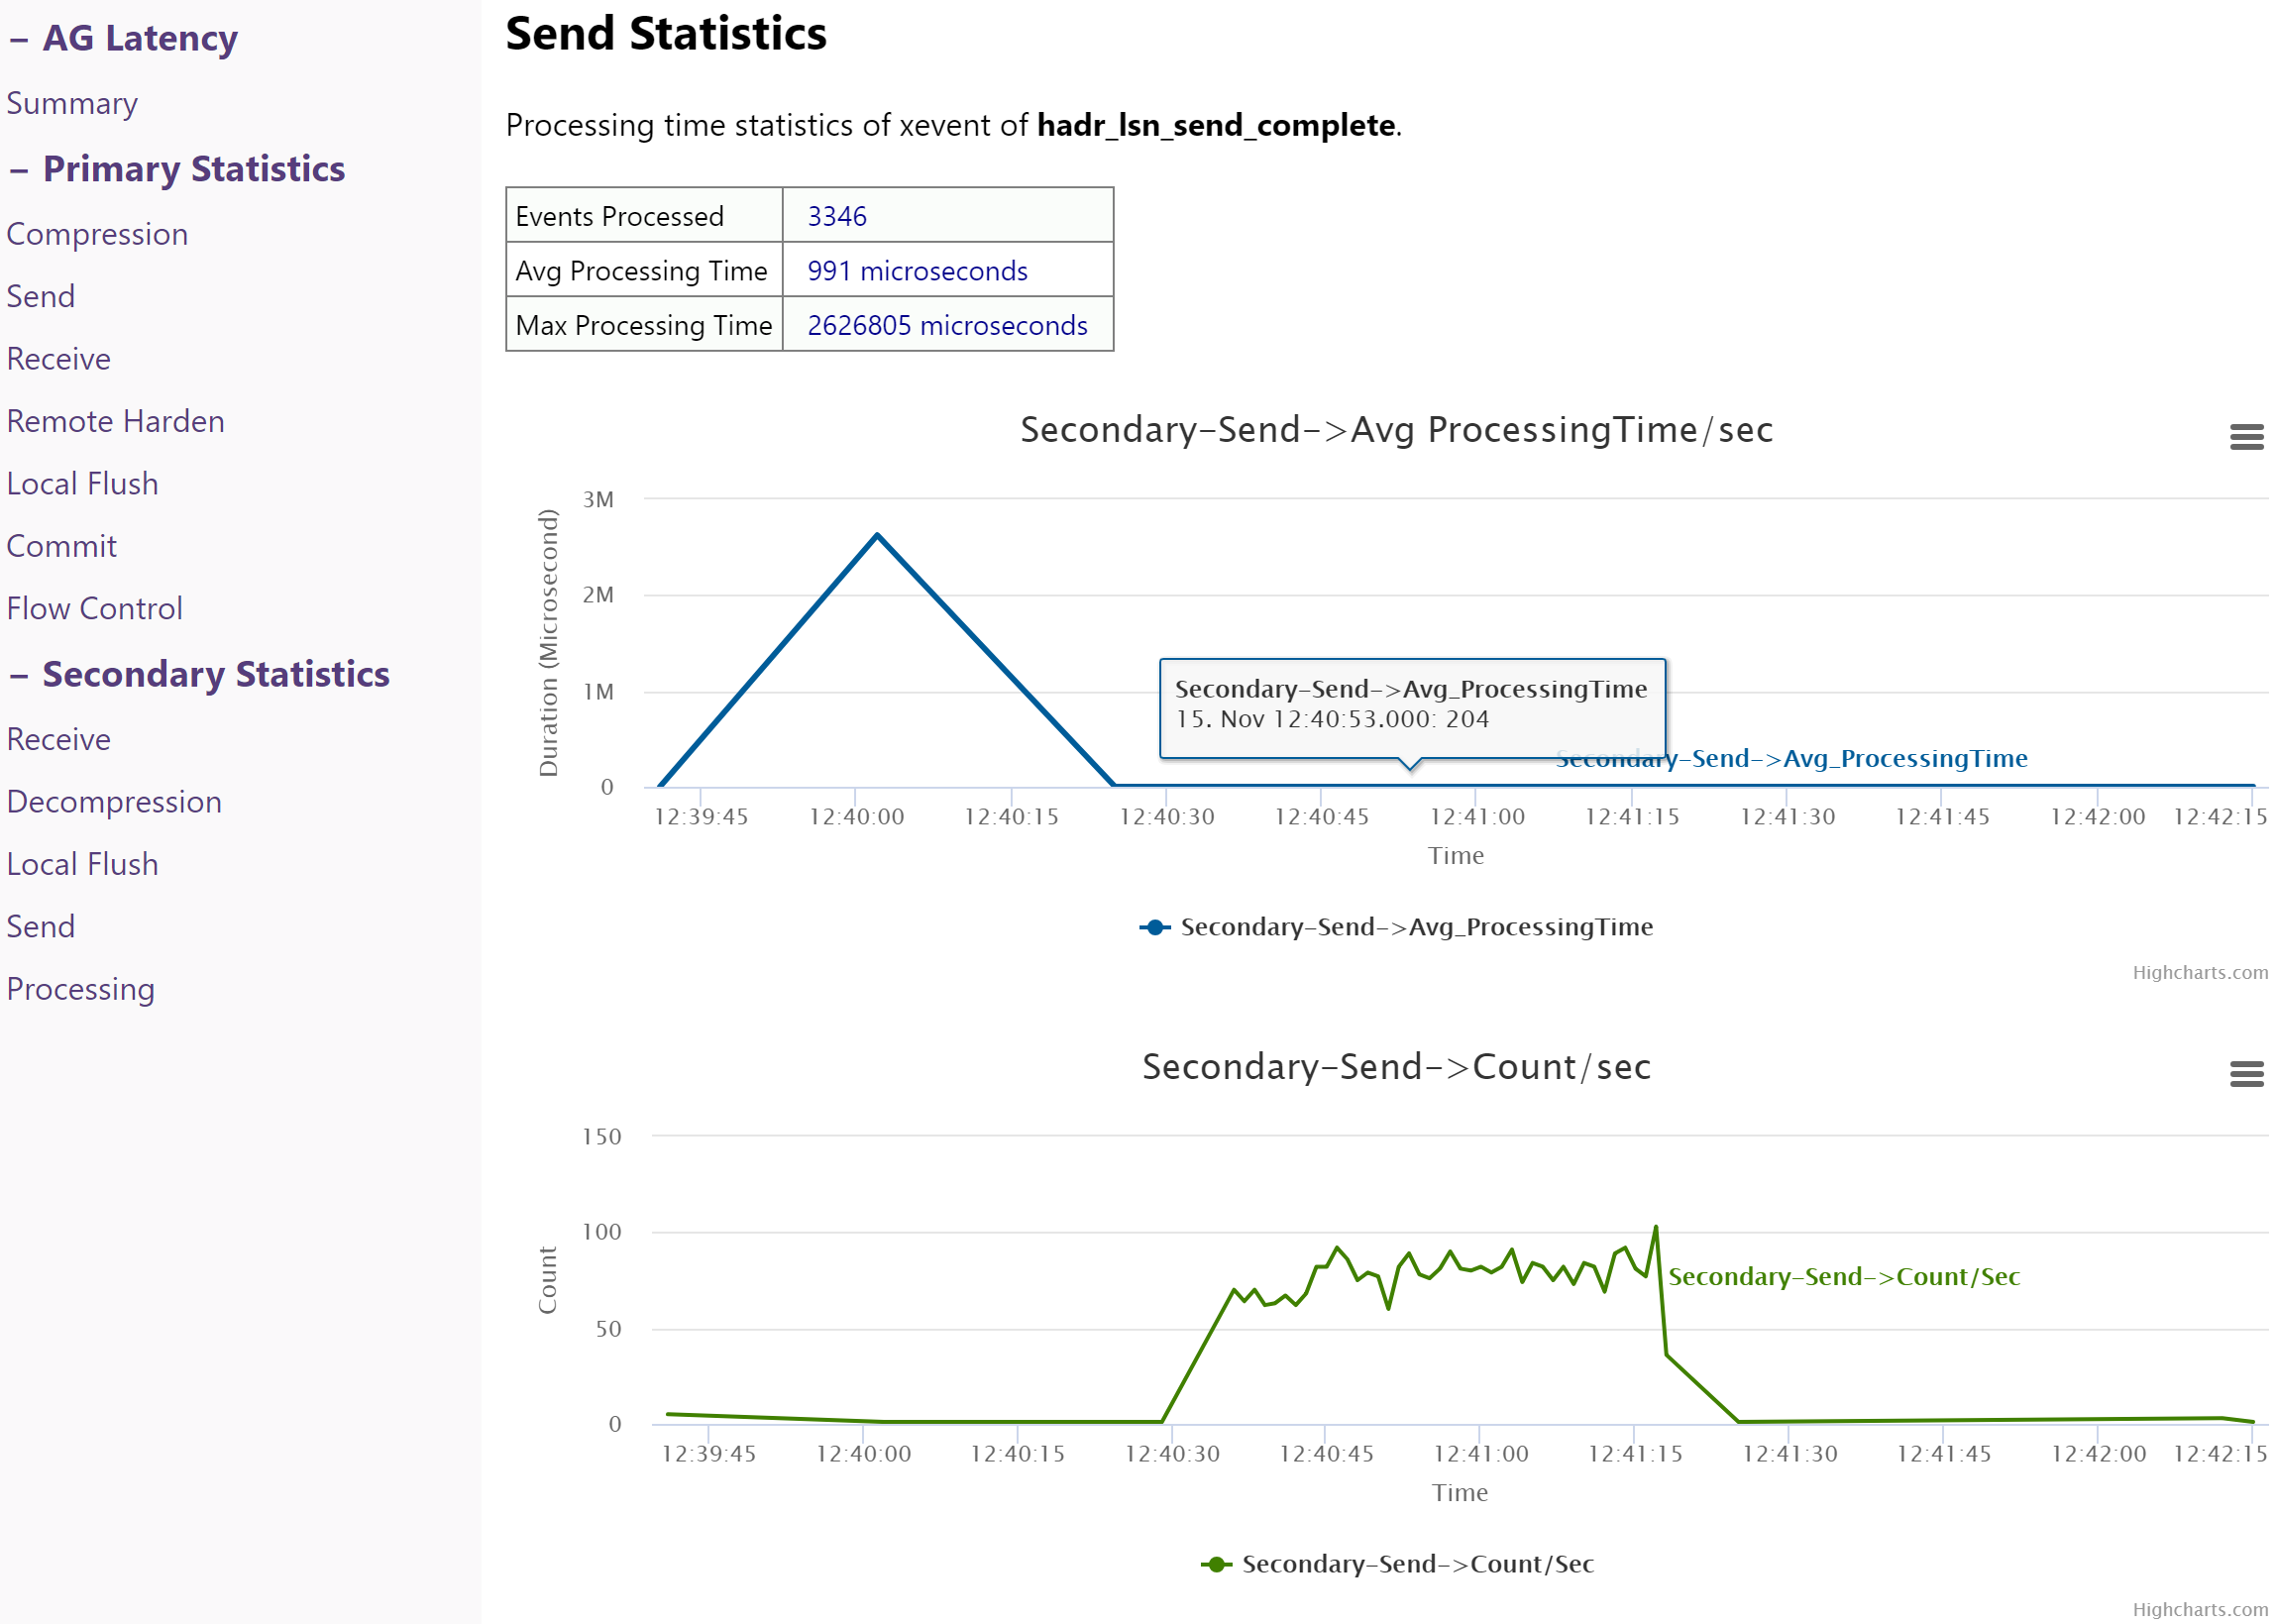 − AG Latency
Summary
− Primary Statistics
Compression
Send
Receive
Remote Harden
Local Flush
Commit
Flow Control
− Secondary Statistics
Receive
Decompression
Local Flush
Send
Processing
Send Statistics
Processing time statistics of xevent of hadr_lsn_send_complete.
Events Processed 3346
Avg Processing Time 991 microseconds
Max Processing Time 2626805 microseconds
Secondary-Send->Avg ProcessingTime/sec
Duration (Microsecond)
3M
2M
1M
0
Secondary-Send->Avg_ProcessingTime
15. Nov 12:40:53.000: 204
Secondary-Send->Avg_ProcessingTime
12:39:45 12:40:00 12:40:15 12:40:30 12:40:45 12:41:00 12:41:15 12:41:30 12:41:45 12:42:00 12:42:15
Time
Secondary-Send->Avg_ProcessingTime
Highcharts.com
Secondary-Send->Count/sec
Count
150
100
50
0
Secondary-Send->Count/Sec
12:39:45 12:40:00 12:40:15 12:40:30 12:40:45 12:41:00 12:41:15 12:41:30 12:41:45 12:42:00 12:42:15
Time
Secondary-Send->Count/Sec
Highcharts.com